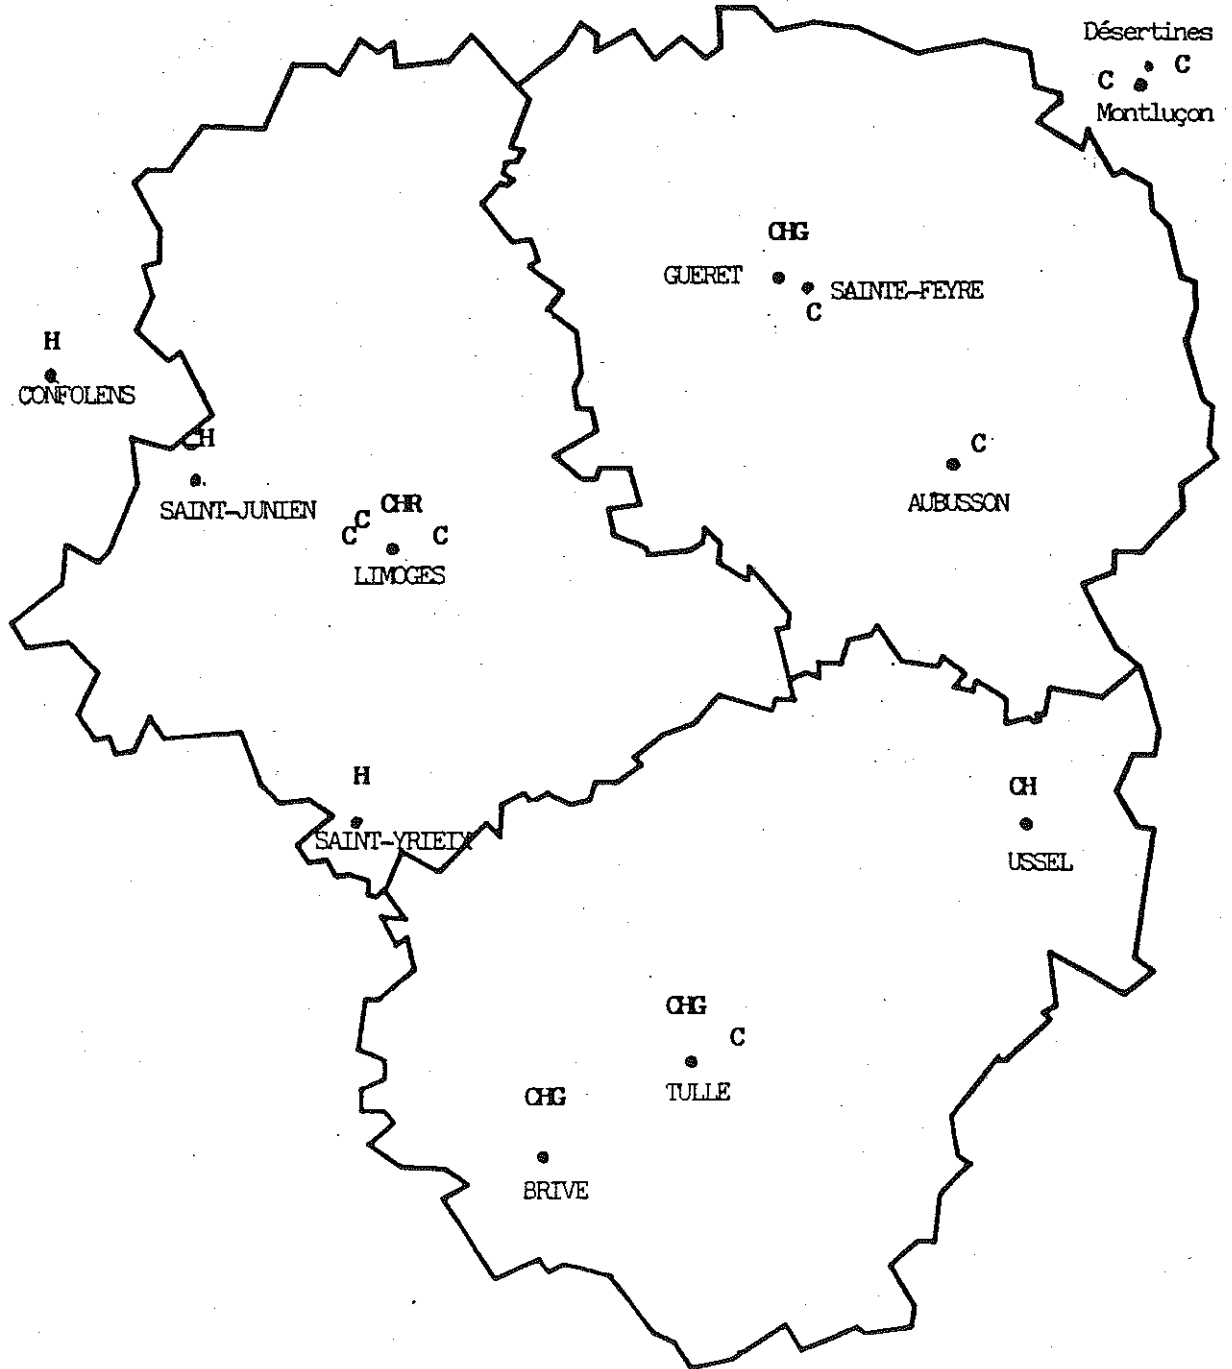 Désertines
C
C
Montluçon
CHG
GUERET
SAINTE-FEYRE
C
H
CONFOLENS
CH
SAINT-JUNIEN
C
AUBUSSON
C C CHR C
LIMOGES
H
SAINT-YRIEIX
CH
USSEL
CHG
C
TULLE
CHG
BRIVE